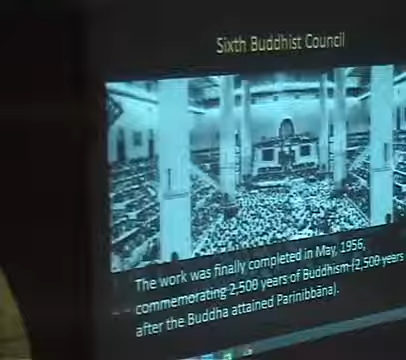 Sixth Buddhist Council
The work was finally completed in May, 1956,
commemorating 2,500 years of Buddhism (2,500 years
after the Buddha attained Parinibbāna).